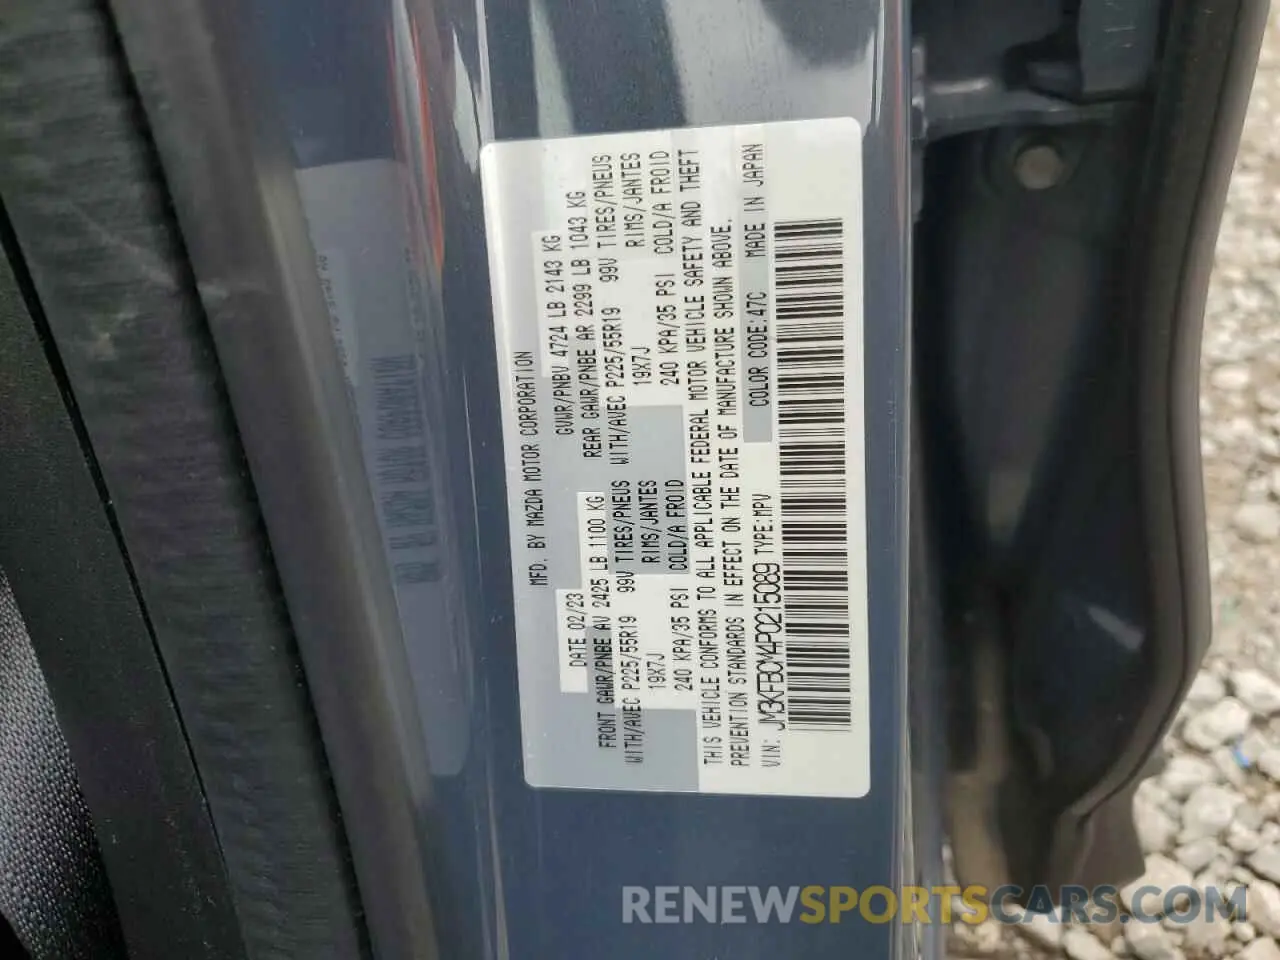 MFD. BY MAZDA MOTOR CORPORATION
DATE 02/23 GVWR/PNBV 4724 LB 2143 KG
FRONT GAWR/PNBE AV 2425 LB 1100 KG REAR GAWR/PNBE AR 2299 LB 1043 KG
WITH/AVEC P225/55R19 99V TIRES/PNEUS WITH/AVEC P225/55R19 99V TIRES/PNEUS
19X7J RIMS/JANTES 19X7J RIMS/JANTES
240 KPA/35 PSI COLD/A FROID 240 KPA/35 PSI COLD/A FROID
THIS VEHICLE CONFORMS TO ALL APPLICABLE FEDERAL MOTOR VEHICLE SAFETY AND THEFT
PREVENTION STANDARDS IN EFFECT ON THE DATE OF MANUFACTURE SHOWN ABOVE.
VIN: JM3KFBCM4P0215089 TYPE:MPV COLOR CODE:47C MADE IN JAPAN
RENEWSPORTSCARS.COM